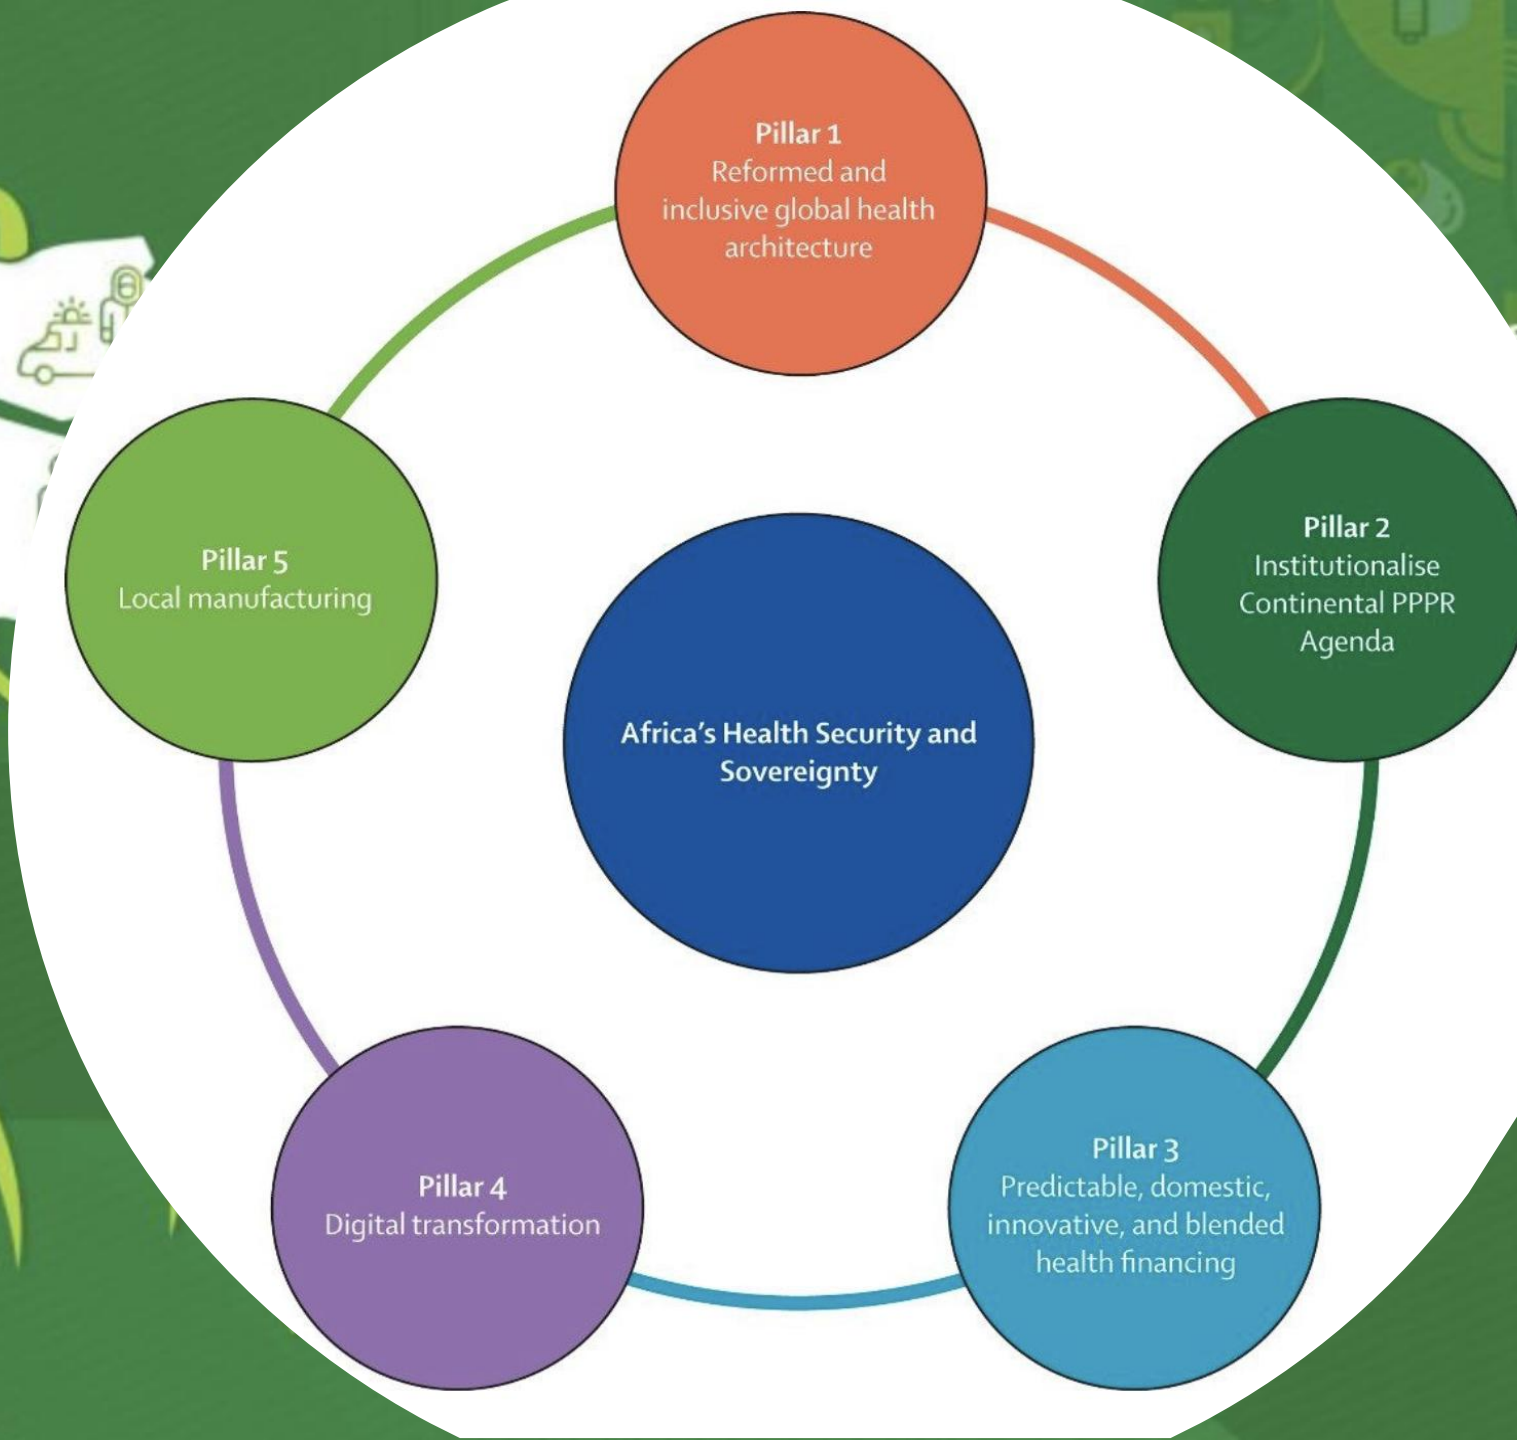 Pillar 1
Reformed and
inclusive global health
architecture
Pillar 2
Institutionalise
Continental PPPR
Agenda
Africa’s Health Security and
Sovereignty
Pillar 3
Predictable, domestic,
innovative, and blended
health financing
Pillar 4
Digital transformation
Pillar 5
Local manufacturing